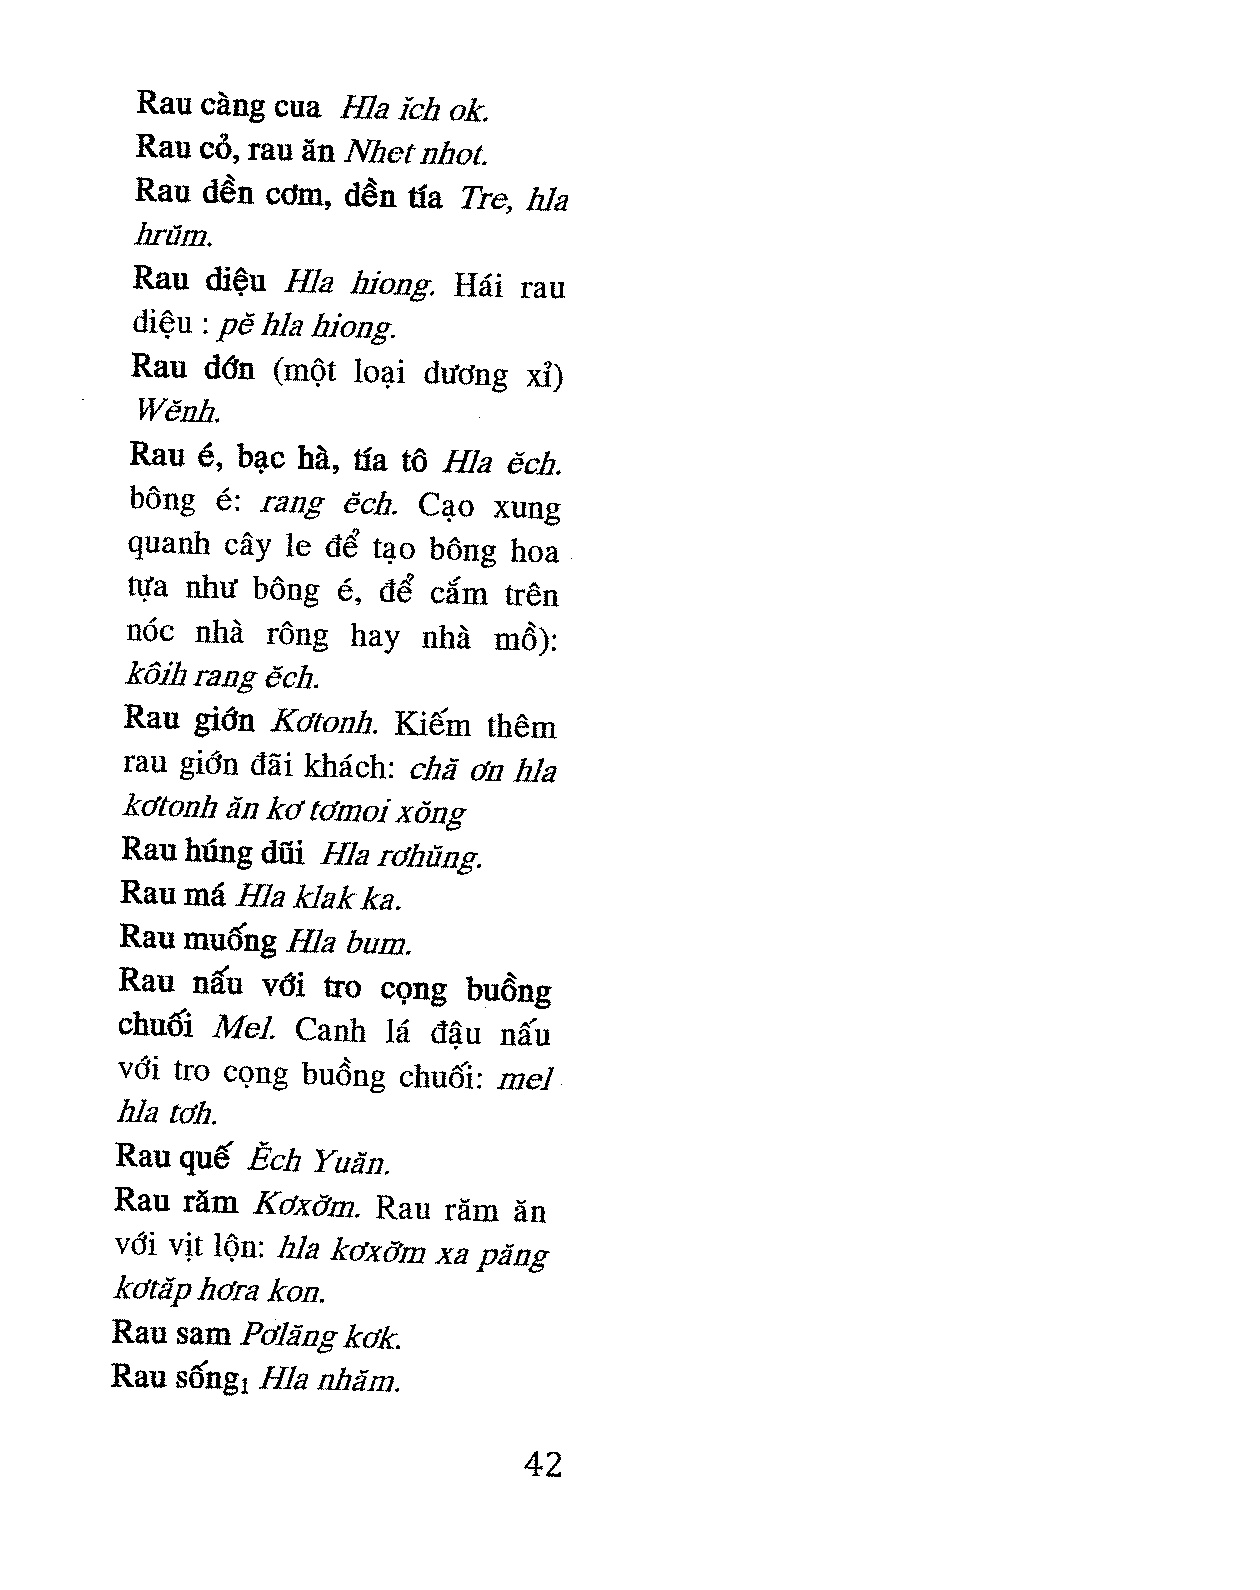 Rau càng cua Hla ĭch ok.
Rau cỏ, rau ăn Nhet nhot.
Rau dền cơm, dền tía Tre, hla
hrŭm.
Rau diệu Hla hiong. Hái rau
diệu : pĕ hla hiong.
Rau dớn (một loại dương xỉ)
Wĕnh.
Rau é, bạc hà, tía tô Hla ĕch.
bông é: rang ĕch. Cạo xung
quanh cây le để tạo bông hoa
tựa như bông é, để cắm trên
nóc nhà rông hay nhà mồ):
kôih rang ĕch.
Rau giớn Kơtonh. Kiếm thêm
rau giớn đãi khách: chă ơn hla
kơtonh ăn kơ tơmoi xŏng
Rau húng dũi Hla rơhŭng.
Rau má Hla klak ka.
Rau muống Hla bum.
Rau nấu với tro cọng buồng
chuối Mel. Canh lá đậu nấu
với tro cọng buồng chuối: mel
hla tơh.
Rau quế Ĕch Yuăn.
Rau răm Kơxơ̆m. Rau răm ăn
với vịt lộn: hla kơxơ̆m xa păng
kơtăp hơra kon.
Rau sam Pơlăng kơk.
Rau sống₁ Hla nhăm.
42